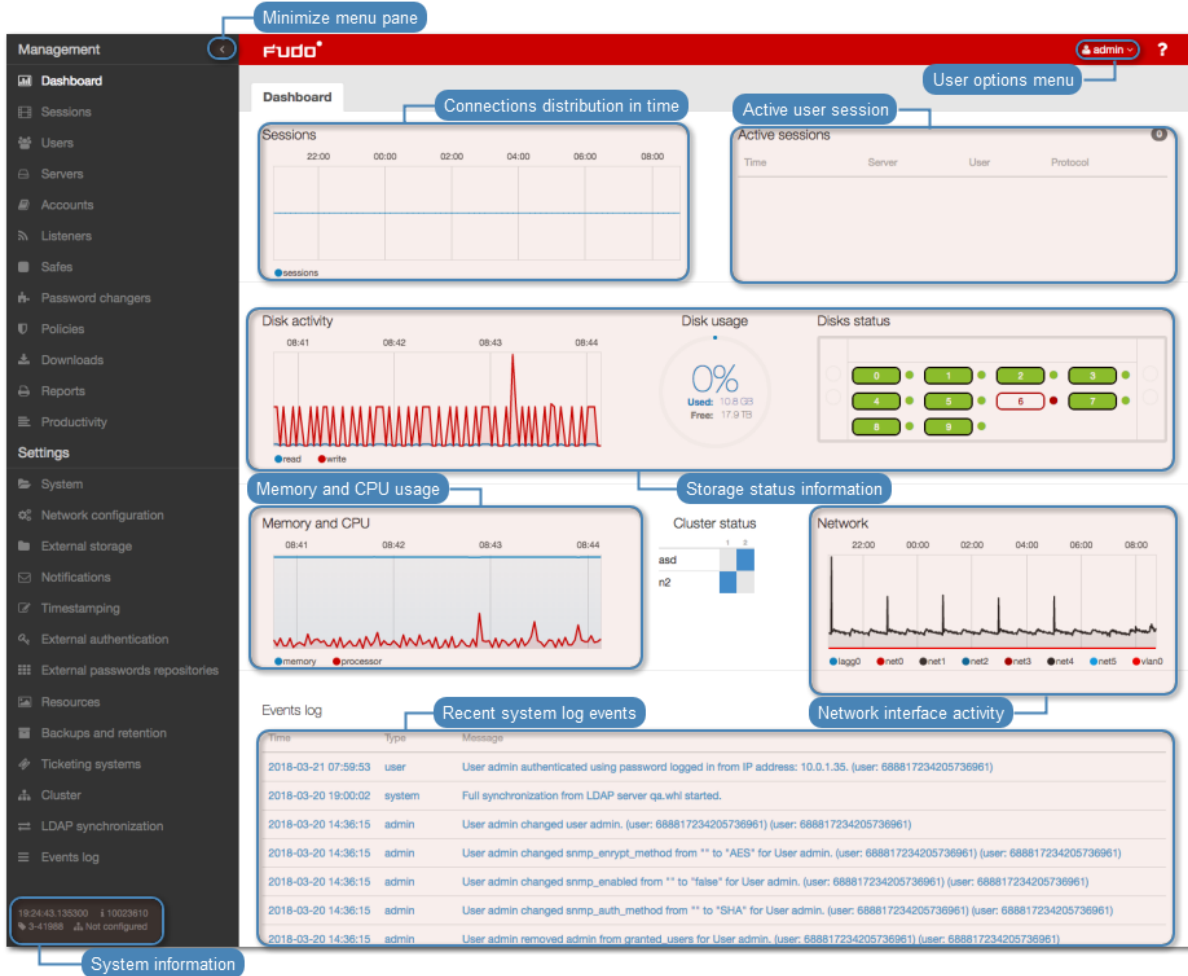 Minimize menu pane
Management
FUDO
admin
?
User options menu
Dashboard
Sessions
Users
Servers
Accounts
Listeners
Safes
Password changers
Policies
Downloads
Reports
Productivity
Settings
System
Network configuration
External storage
Notifications
Timestamping
External authentication
External passwords repositories
Resources
Backups and retention
Ticketing systems
Cluster
LDAP synchronization
Events log
19:24:43.135300 10023610
3-41988 Not configured
System information
Dashboard
Connections distribution in time
Active user session
Sessions
22:00 00:00 02:00 04:00 06:00 08:00
sessions
Active sessions 0
Time Server User Protocol
Disk activity
08:41 08:42 08:43 08:44
read write
Disk usage
0%
Used: 10.8 GB
Free: 17.9 TB
Disks status
0 1 2 3
4 5 6 7
8 9
Memory and CPU usage
Storage status information
Memory and CPU
08:41 08:42 08:43 08:44
memory processor
Cluster status
1 2
asd
n2
Network
22:00 00:00 02:00 04:00 06:00 08:00
lagg0 net0 net1 net2 net3 net4 net5 vlan0
Network interface activity
Events log
Recent system log events
Time Type Message
2018-03-21 07:59:53 user User admin authenticated using password logged in from IP address: 10.0.1.35. (user: 688817234205736961)
2018-03-20 19:00:02 system Full synchronization from LDAP server qa.whl started.
2018-03-20 14:36:15 admin User admin changed user admin. (user: 688817234205736961) (user: 688817234205736961)
2018-03-20 14:36:15 admin User admin changed snmp_enrypt_method from "" to "AES" for User admin. (user: 688817234205736961) (user: 688817234205736961)
2018-03-20 14:36:15 admin User admin changed snmp_enabled from "" to "false" for User admin. (user: 688817234205736961) (user: 688817234205736961)
2018-03-20 14:36:15 admin User admin changed snmp_auth_method from "" to "SHA" for User admin. (user: 688817234205736961) (user: 688817234205736961)
2018-03-20 14:36:15 admin User admin removed admin from granted_users for User admin. (user: 688817234205736961) (user: 688817234205736961)